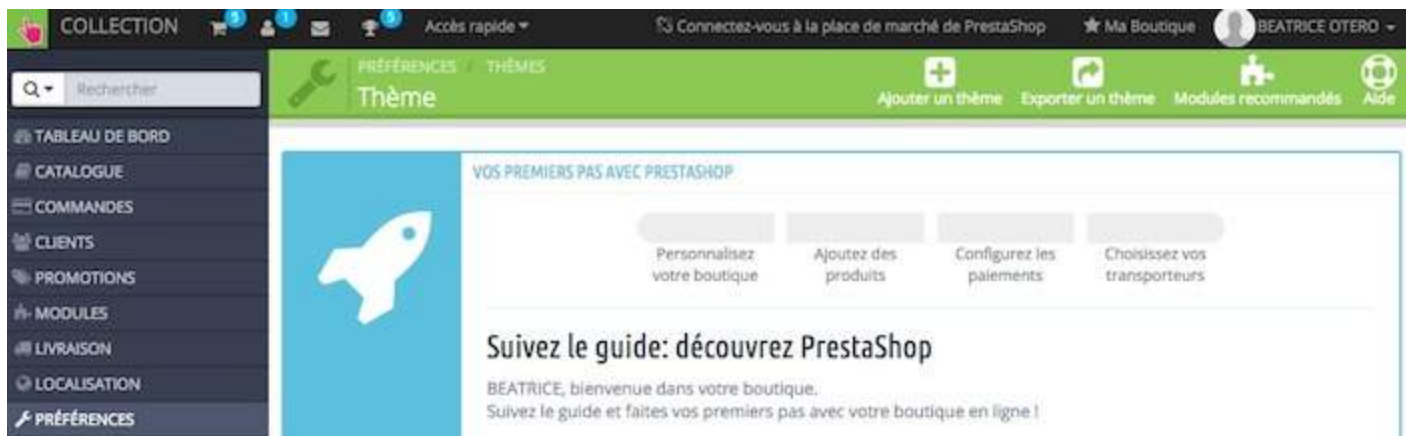 COLLECTION 5 1 5 Accès rapide Connectez-vous à la place de marché de PrestaShop Ma Boutique BEATRICE OTERO
PRÉFÉRENCES / THÈMES
Thème
Ajouter un thème Exporter un thème Modules recommandés Aide
Rechercher
TABLEAU DE BORD
CATALOGUE
COMMANDES
CLIENTS
PROMOTIONS
MODULES
LIVRAISON
LOCALISATION
PRÉFÉRENCES
VOS PREMIERS PAS AVEC PRESTASHOP
Personnalisez
votre boutique
Ajoutez des
produits
Configurez les
paiements
Choisissez vos
transporteurs
Suivez le guide: découvrez PrestaShop
BEATRICE, bienvenue dans votre boutique.
Suivez le guide et faites vos premiers pas avec votre boutique en ligne !